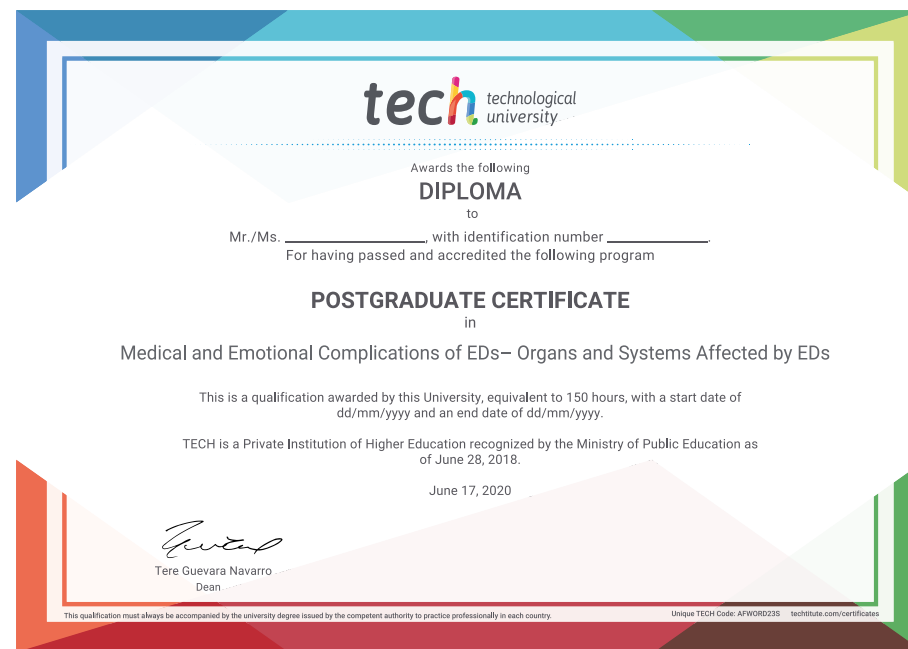 tech technological
university
Awards the following
DIPLOMA
to
Mr./Ms. ____________________, with identification number ______________.
For having passed and accredited the following program
POSTGRADUATE CERTIFICATE
in
Medical and Emotional Complications of EDs– Organs and Systems Affected by EDs
This is a qualification awarded by this University, equivalent to 150 hours, with a start date of
dd/mm/yyyy and an end date of dd/mm/yyyy.
TECH is a Private Institution of Higher Education recognized by the Ministry of Public Education as
of June 28, 2018.
June 17, 2020
Tere Guevara Navarro
Dean
This qualification must always be accompanied by the university degree issued by the competent authority to practice professionally in each country.
Unique TECH Code: AFWORD23S techtitute.com/certificates